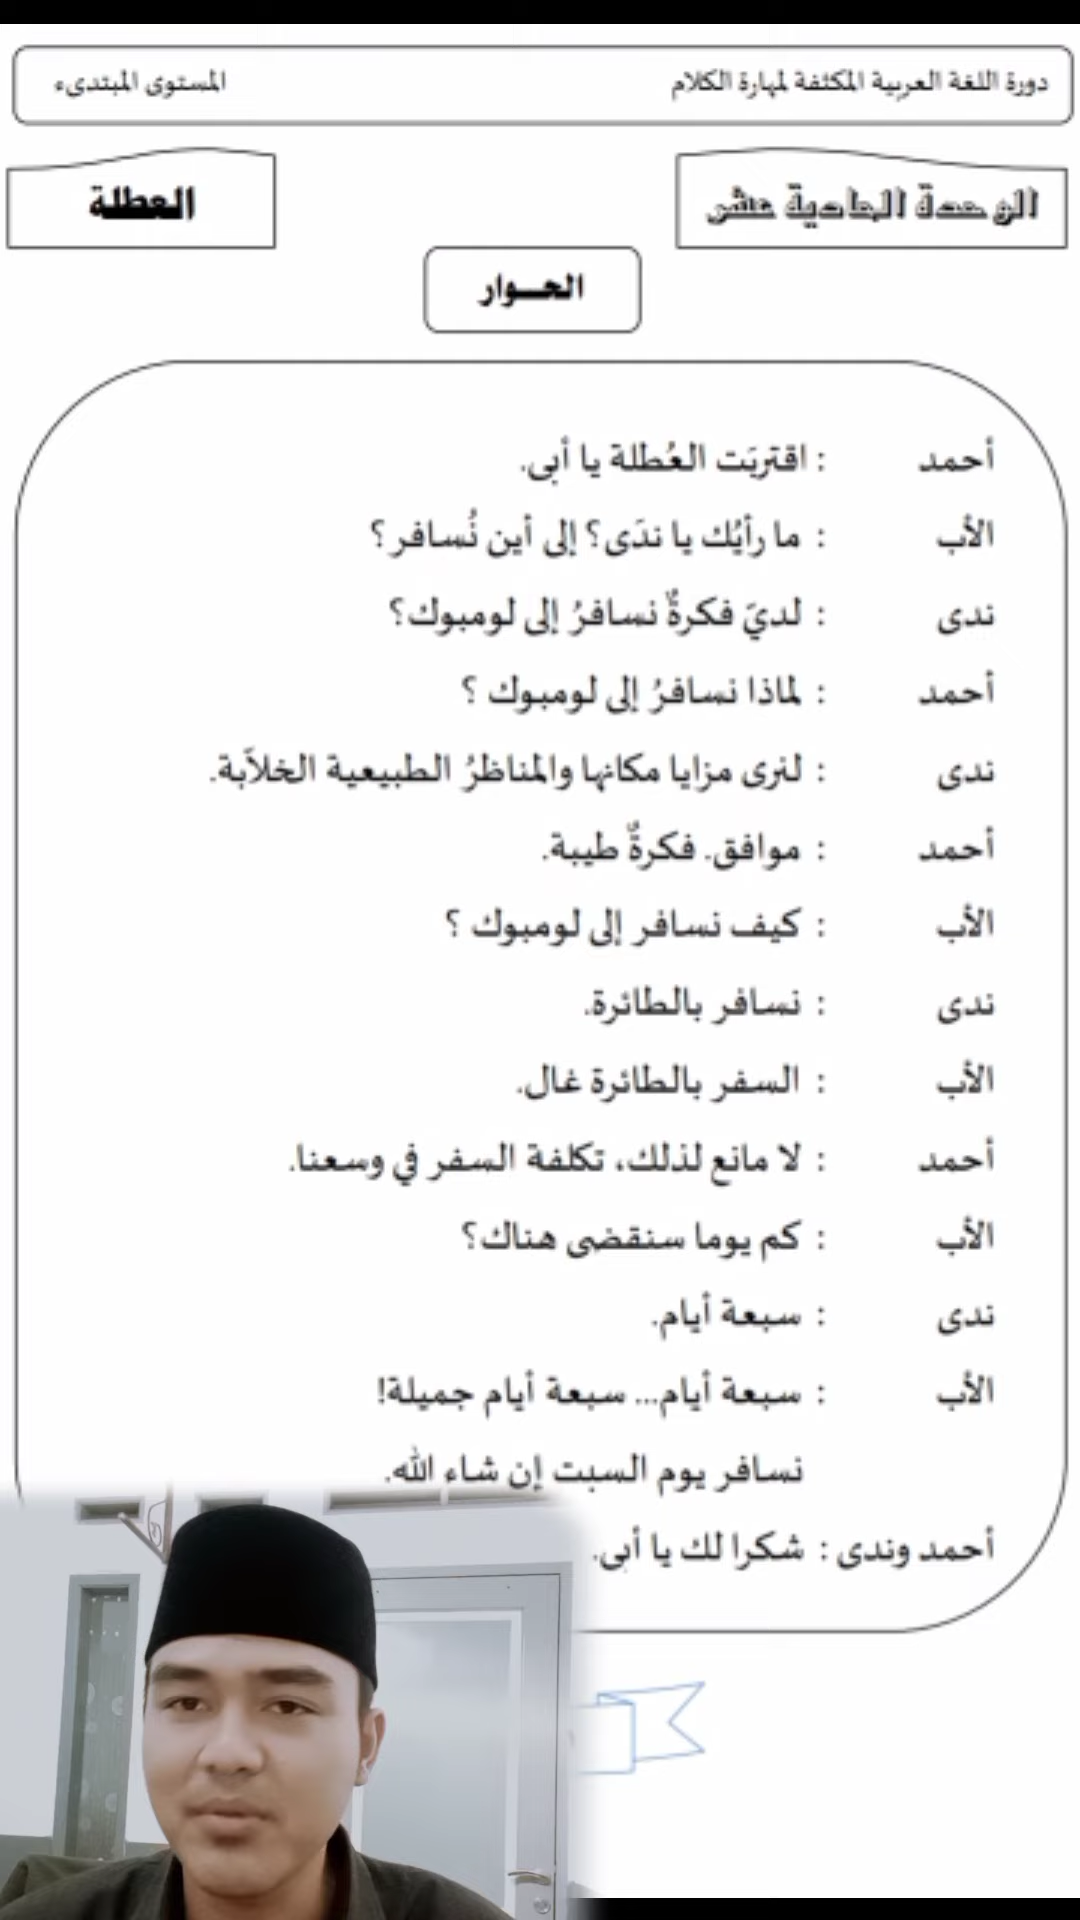 دورة اللغة العربية المكثفة لمهارة الكلام المستوى المبتدىء
الوحدة الحادية عشر العطلة
الحوار
أحمد : اقتربَت العُطلة يا أبى.
الأب : ما رأيُك يا ندَى؟ إلى أين نُسافر؟
ندى : لديّ فكرةٌ نسافرُ إلى لومبوك؟
أحمد : لماذا نسافرُ إلى لومبوك ؟
ندى : لنرى مزايا مكانها والمناظرُ الطبيعية الخلاّبة.
أحمد : موافق. فكرةٌ طيبة.
الأب : كيف نسافر إلى لومبوك ؟
ندى : نسافر بالطائرة.
الأب : السفر بالطائرة غال.
أحمد : لا مانع لذلك، تكلفة السفر في وسعنا.
الأب : كم يوما سنقضى هناك؟
ندى : سبعة أيام.
الأب : سبعة أيام... سبعة أيام جميلة!
نسافر يوم السبت إن شاء الله.
أحمد وندى : شكرا لك يا أبى.